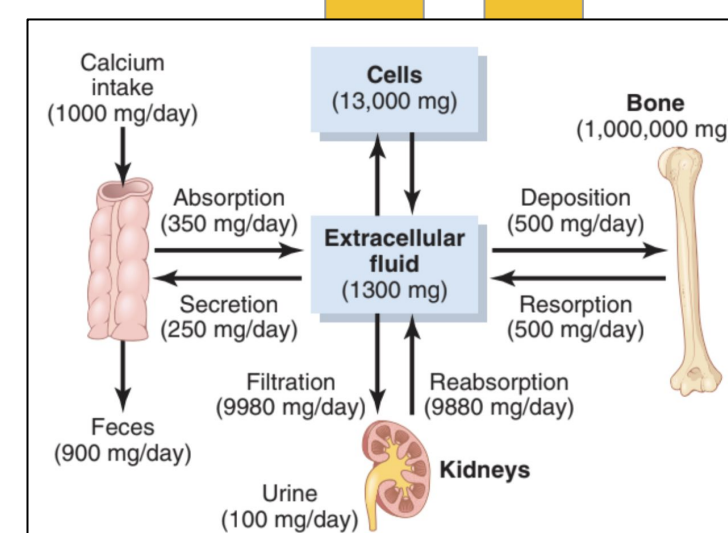 Calcium
intake
(1000 mg/day)
Cells
(13,000 mg)
Bone
(1,000,000 mg
Absorption
(350 mg/day)
Deposition
(500 mg/day)
Extracellular
fluid
(1300 mg)
Secretion
(250 mg/day)
Resorption
(500 mg/day)
Filtration
(9980 mg/day)
Reabsorption
(9880 mg/day)
Feces
(900 mg/day)
Kidneys
Urine
(100 mg/day)